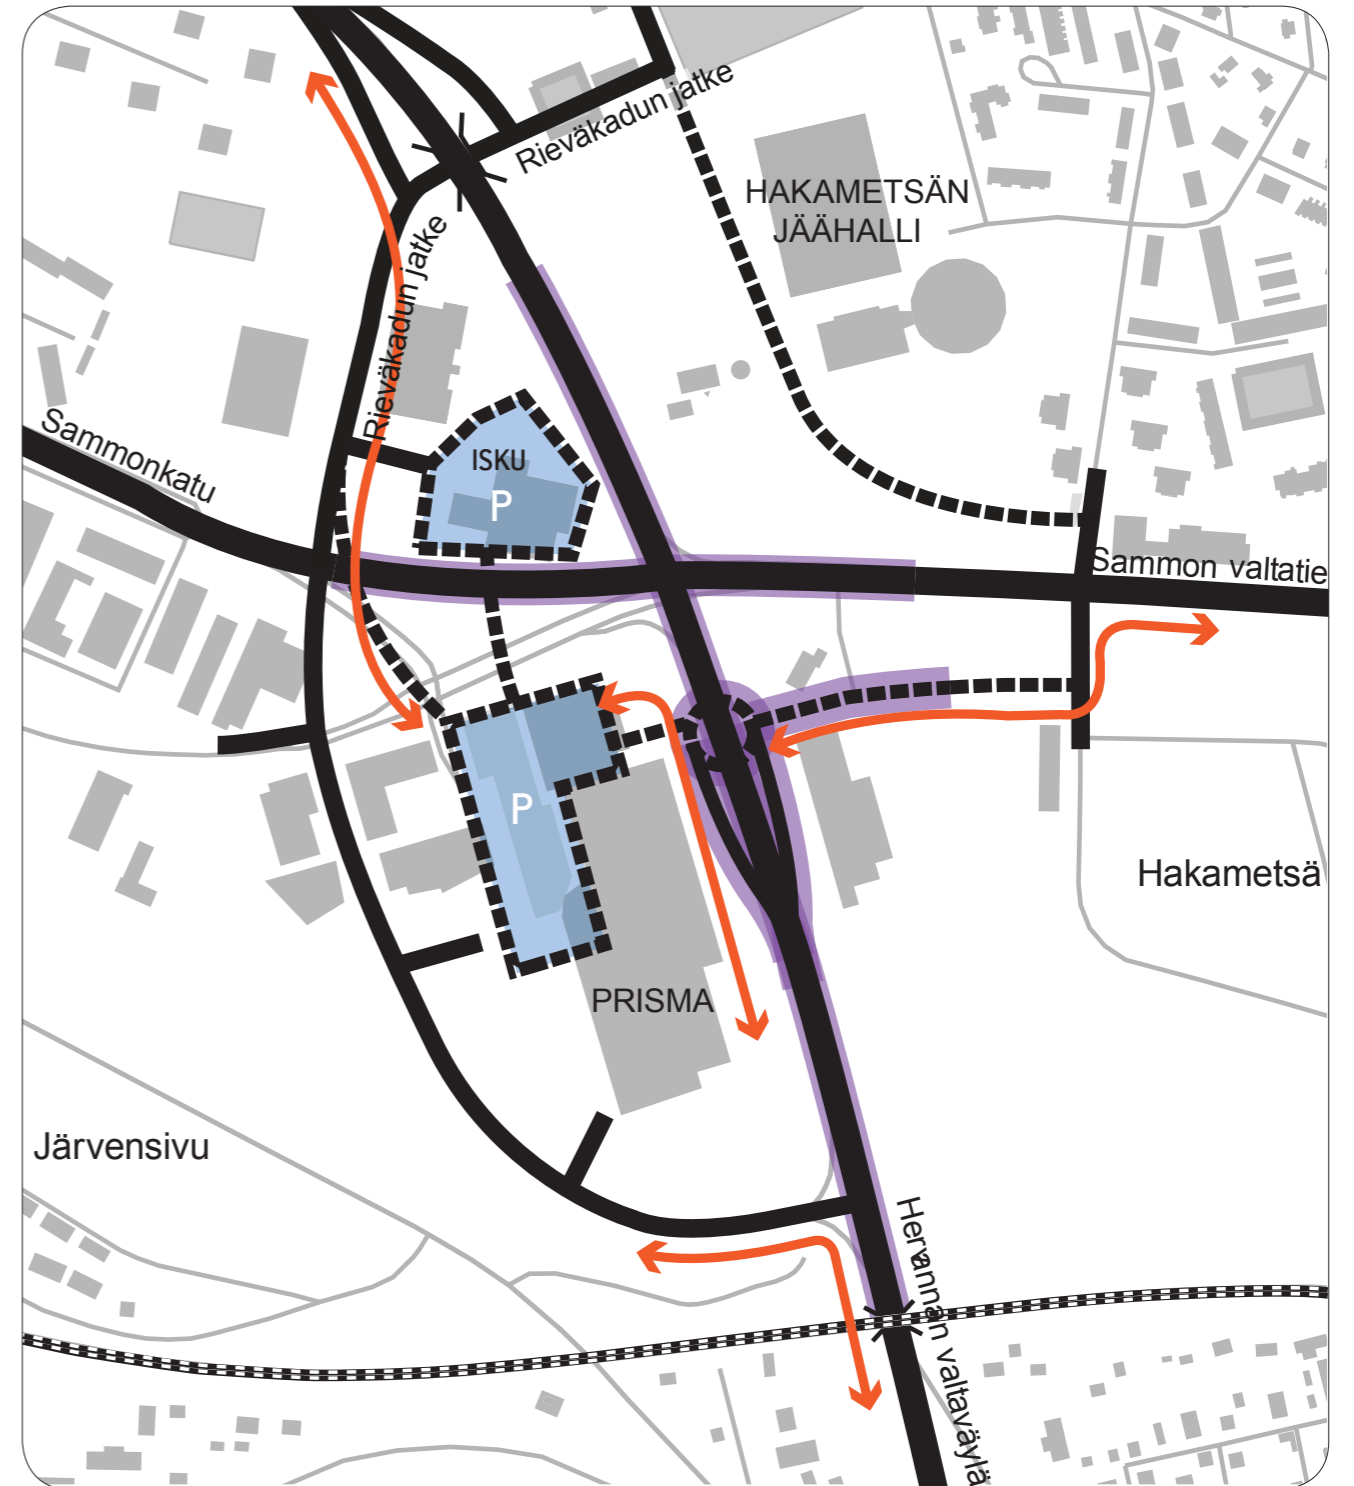 Rieväkadun jatke
HAKAMETSÄN
JÄÄHALLI
Rieväkadun jatke
Sammonkatu
ISKU
P
Sammon valtatie
P
Hakametsä
PRISMA
Järvensivu
Hervannan valtaväylä